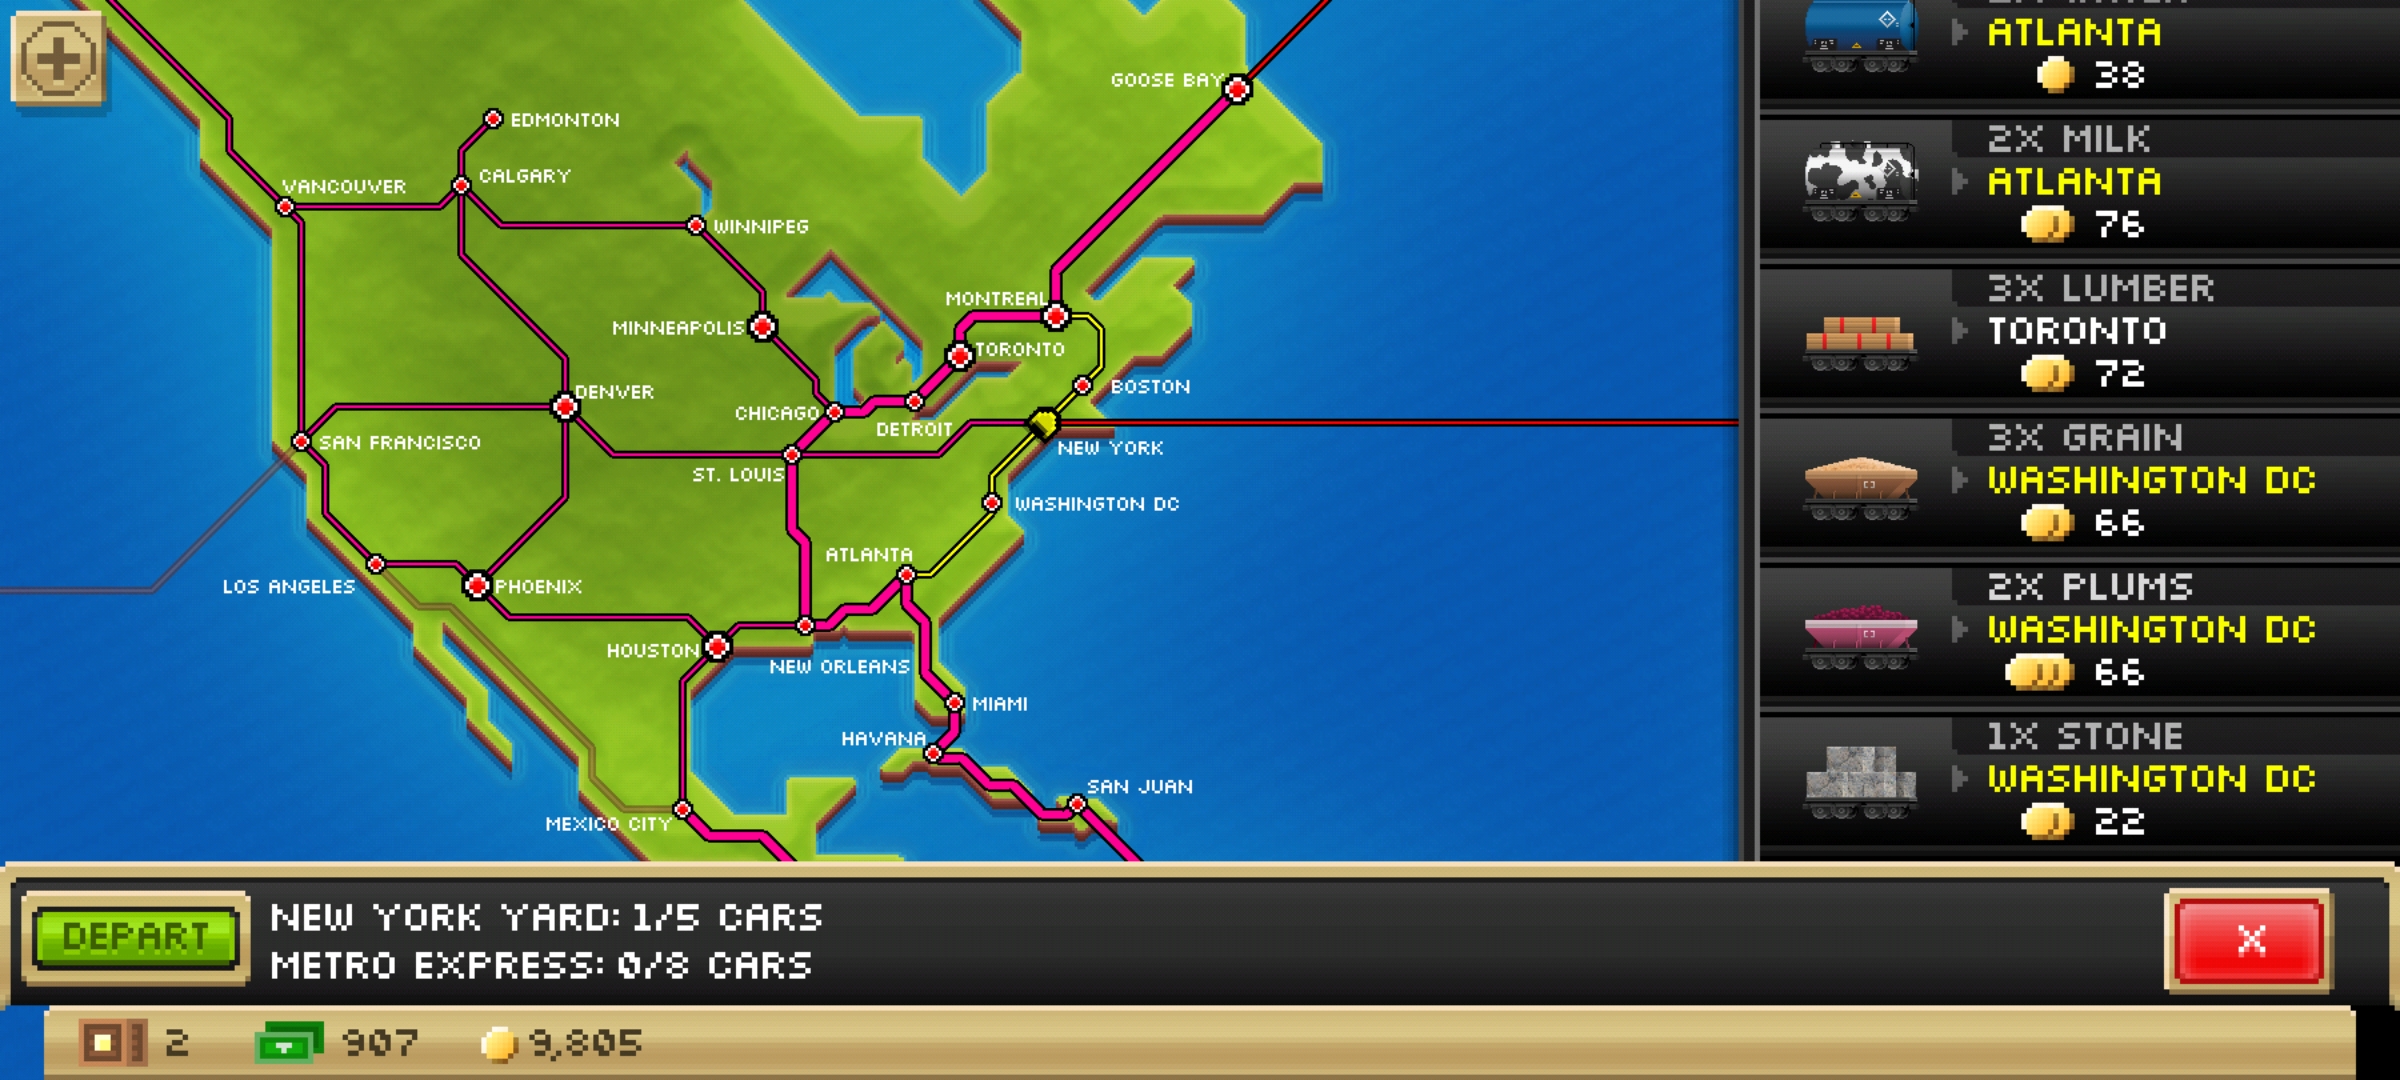 GOOSE BAY
EDMONTON
CALGARY
VANCOUVER
WINNIPEG
MONTREAL
MINNEAPOLIS
TORONTO
BOSTON
DENVER
CHICAGO
DETROIT
SAN FRANCISCO
NEW YORK
ST. LOUIS
WASHINGTON DC
ATLANTA
LOS ANGELES
PHOENIX
HOUSTON
NEW ORLEANS
MIAMI
HAVANA
SAN JUAN
MEXICO CITY
ATLANTA
38
2X MILK
ATLANTA
76
3X LUMBER
TORONTO
72
3X GRAIN
WASHINGTON DC
66
2X PLUMS
WASHINGTON DC
66
1X STONE
WASHINGTON DC
22
DEPART
NEW YORK YARD: 1/5 CARS
METRO EXPRESS: 0/8 CARS
X
2
907
9,805